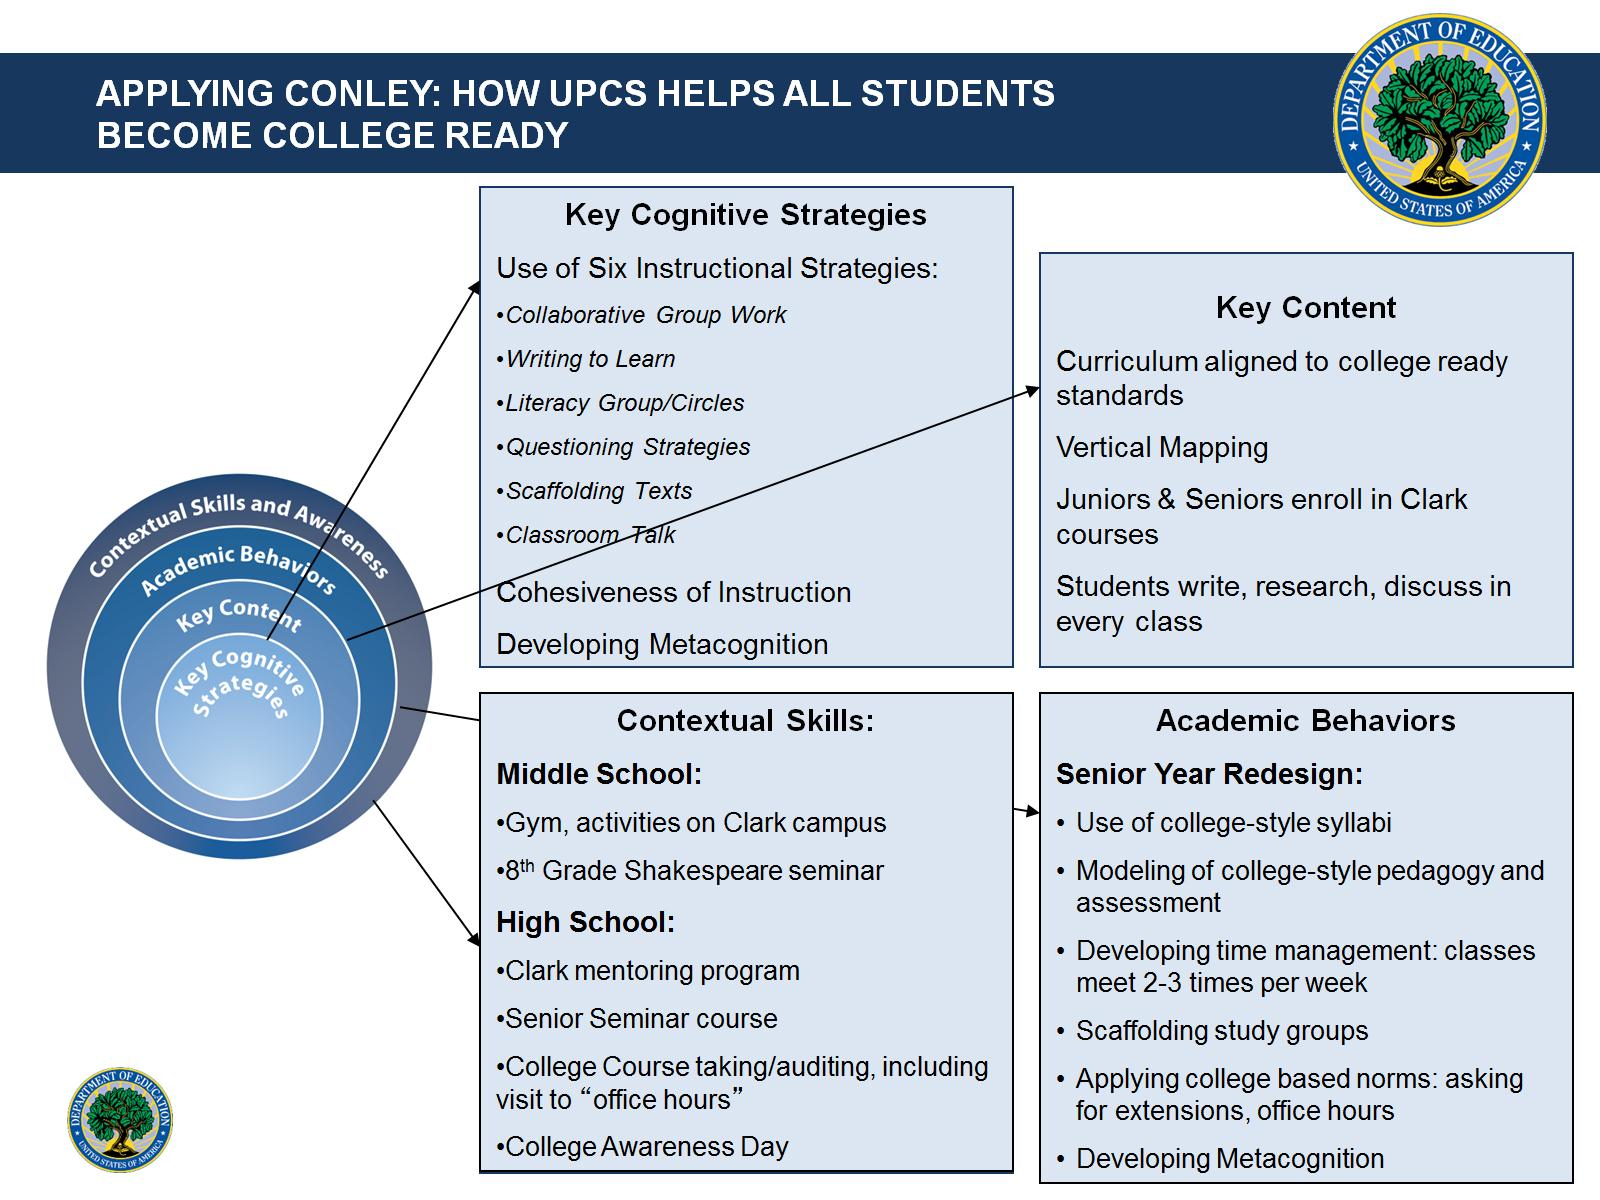 APPLYING CONLEY: HOW UPCS HELPS ALL STUDENTS
BECOME COLLEGE READY
DEPARTMENT OF EDUCATION
★ UNITED STATES OF AMERICA ★
Key Cognitive Strategies
Use of Six Instructional Strategies:
•Collaborative Group Work
•Writing to Learn
•Literacy Group/Circles
•Questioning Strategies
•Scaffolding Texts
•Classroom Talk
Cohesiveness of Instruction
Developing Metacognition
Key Content
Curriculum aligned to college ready
standards
Vertical Mapping
Juniors & Seniors enroll in Clark
courses
Students write, research, discuss in
every class
Contextual Skills and Awareness
Academic Behaviors
Key Content
Key Cognitive
Strategies
Contextual Skills:
Middle School:
•Gym, activities on Clark campus
•8th Grade Shakespeare seminar
High School:
•Clark mentoring program
•Senior Seminar course
•College Course taking/auditing, including
visit to “office hours”
•College Awareness Day
Academic Behaviors
Senior Year Redesign:
• Use of college-style syllabi
• Modeling of college-style pedagogy and
assessment
• Developing time management: classes
meet 2-3 times per week
• Scaffolding study groups
• Applying college based norms: asking
for extensions, office hours
• Developing Metacognition
DEPARTMENT OF EDUCATION
★ UNITED STATES OF AMERICA ★